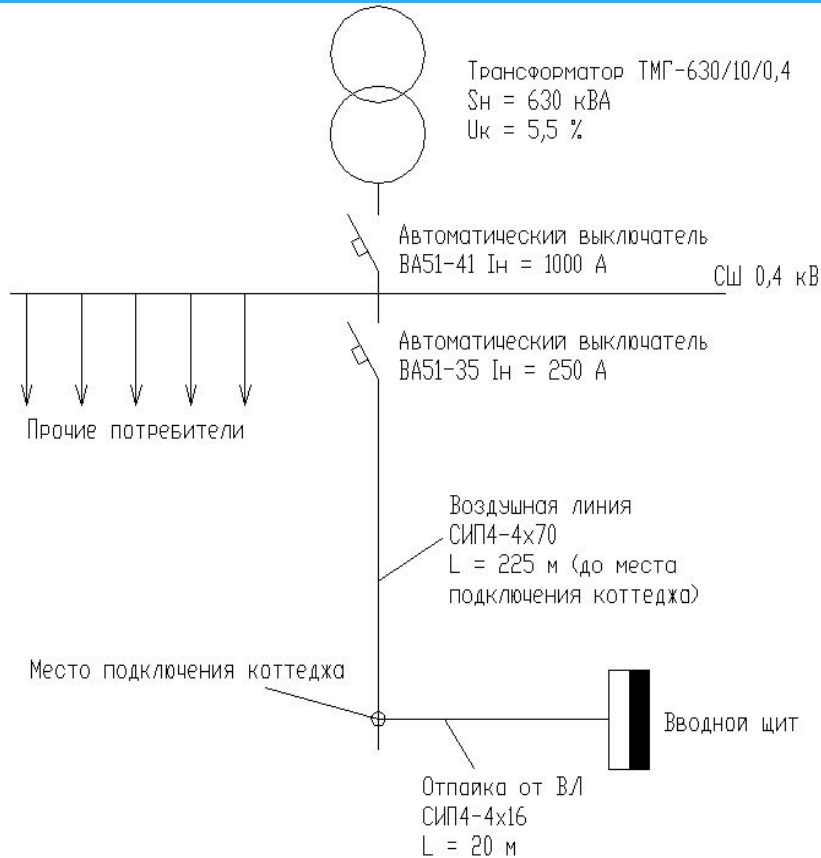 Трансформатор ТМГ-630/10/0,4
Sн = 630 кВА
Uк = 5,5 %
Автоматический выключатель
ВА51-41 Iн = 1000 А
СШ 0,4 кВ
Автоматический выключатель
ВА51-35 Iн = 250 А
Прочие потребители
Воздушная линия
СИП4-4х70
L = 225 м (до места
подключения коттеджа)
Место подключения коттеджа
Вводной щит
Отпайка от ВЛ
СИП4-4х16
L = 20 м